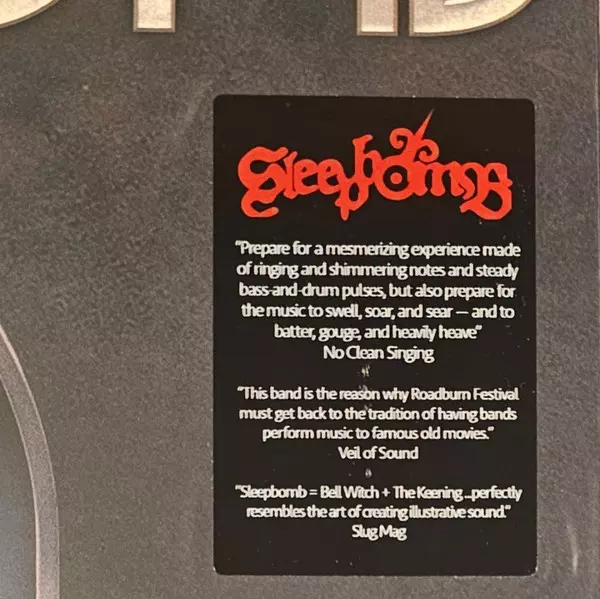 Sleepbomb
"Prepare for a mesmerizing experience made
of ringing and shimmering notes and steady
bass-and-drum pulses, but also prepare for
the music to swell, soar, and sear — and to
batter, gouge, and heavily heave"
No Clean Singing
"This band is the reason why Roadburn Festival
must get back to the tradition of having bands
perform music to famous old movies."
Veil of Sound
"Sleepbomb = Bell Witch + The Keening ...perfectly
resembles the art of creating illustrative sound."
Slug Mag